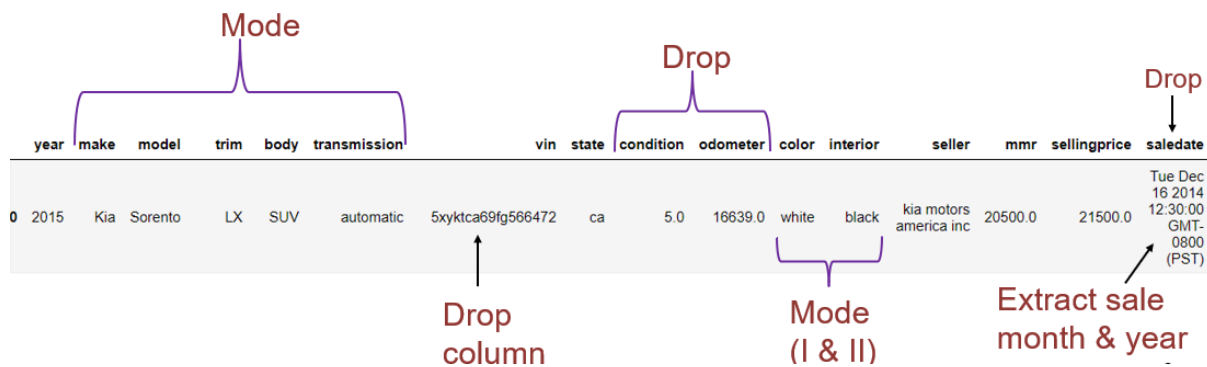 Mode
Drop
Drop
year make model trim body transmission vin state condition odometer color interior seller mmr sellingprice saledate
0 2015 Kia Sorento LX SUV automatic 5xyktca69fg566472 ca 5.0 16639.0 white black kia motors america inc 20500.0 21500.0 Tue Dec 16 2014 12:30:00 GMT-0800 (PST)
Drop
column
Mode
(I & II)
Extract sale
month & year